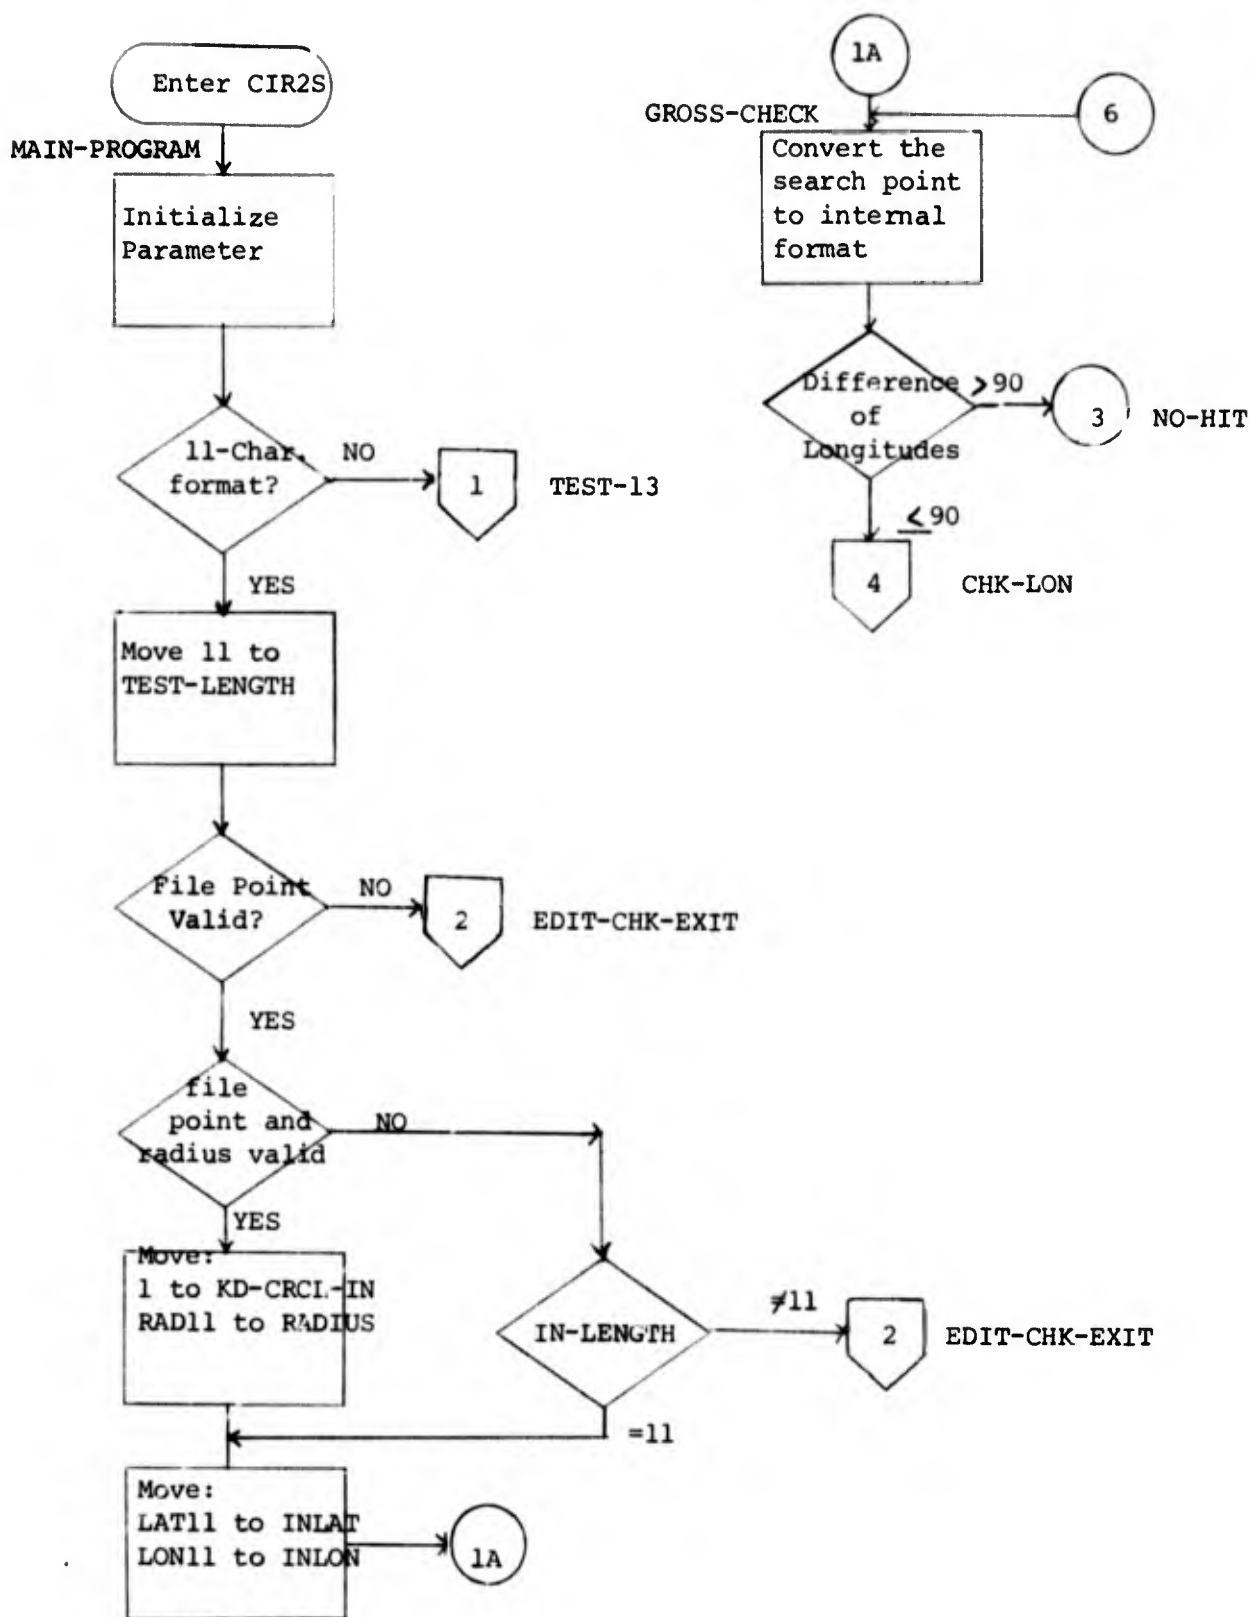 Enter CIR2S
MAIN-PROGRAM
Initialize
Parameter
11-Char.
format?
NO
1
TEST-13
YES
Move 11 to
TEST-LENGTH
File Point
Valid?
NO
2
EDIT-CHK-EXIT
YES
file
point and
radius valid
NO
YES
Move:
1 to KD-CRCL-IN
RAD11 to RADIUS
IN-LENGTH
≠11
2
EDIT-CHK-EXIT
=11
Move:
LAT11 to INLAT
LON11 to INLON
1A
1A
GROSS-CHECK
6
Convert the
search point
to internal
format
Difference
of
Longitudes
>90
3
NO-HIT
≤90
4
CHK-LON